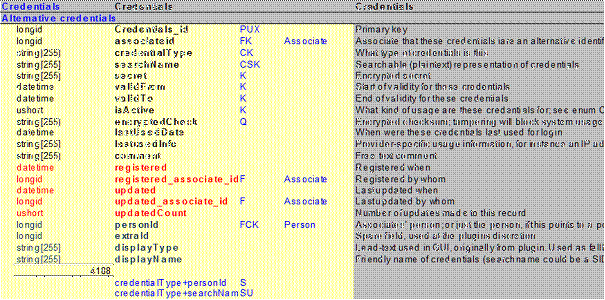 Credentials Credentials Credentials
Alternative credentials
longid Credentials_id PUX Primary key
longid associateId FK Associate Associate that these credentials are an alternative identif
string[255] credentialType CK What type of credentials is this
string[255] searchName CSK Searchable (plaintext) representation of credentials
string[255] secret K Encrypted secret
datetime validFrom K Start of validity for these credentials
datetime validTo K End of validity for these credentials
ushort isActive K What kind of usage are these credentials for; see enum C
string[255] encryptedCheck Q Encrypted checksum; tampering will block system usage
datetime lastUsedDate When were these credentials last used for login
string[255] lastUsedInfo Provider-specific usage information, for instance an IP ad
string[255] comment Free text comment
datetime registered Registered when
longid registered_associate_id F Associate Registered by whom
datetime updated Last updated when
longid updated_associate_id F Associate Last updated by whom
ushort updatedCount Number of updates made to this record
longid personId FCK Person Associates' person; or just the person, if this points to a p
longid extraId Spare field, used at the plugins discretion
string[255] displayType Lead-text used in GUI, originally from plugin. Used as fallb
string[255] displayName Friendly name of credentials (searchname could be a SID
4188
credentialType+personId S
credentialType+searchNam SU